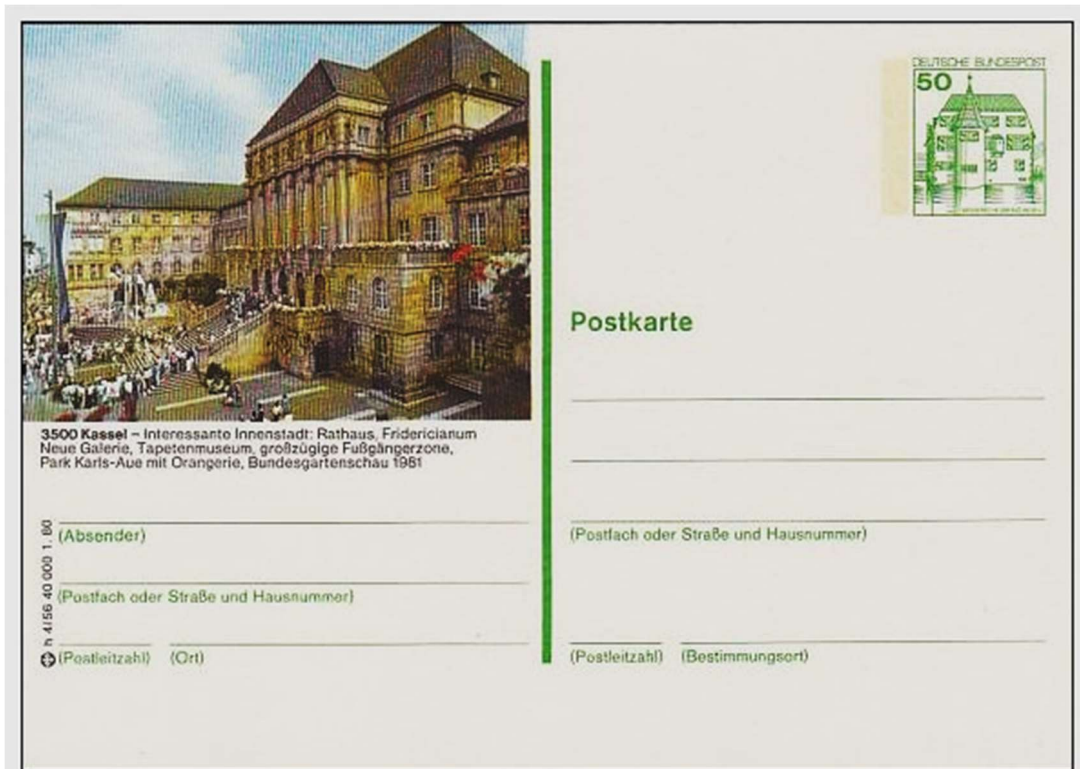 3500 Kassel – Interessante Innenstadt: Rathaus, Fridericianum
Neue Galerie, Tapetenmuseum, großzügige Fußgängerzone,
Park Karls-Aue mit Orangerie, Bundesgartenschau 1981
(Absender)
(Postfach oder Straße und Hausnummer)
(Postleitzahl) (Ort)
h 4/56 40 000 1. 80
DEUTSCHE BUNDESPOST
50
Postkarte
(Postfach oder Straße und Hausnummer)
(Postleitzahl) (Bestimmungsort)